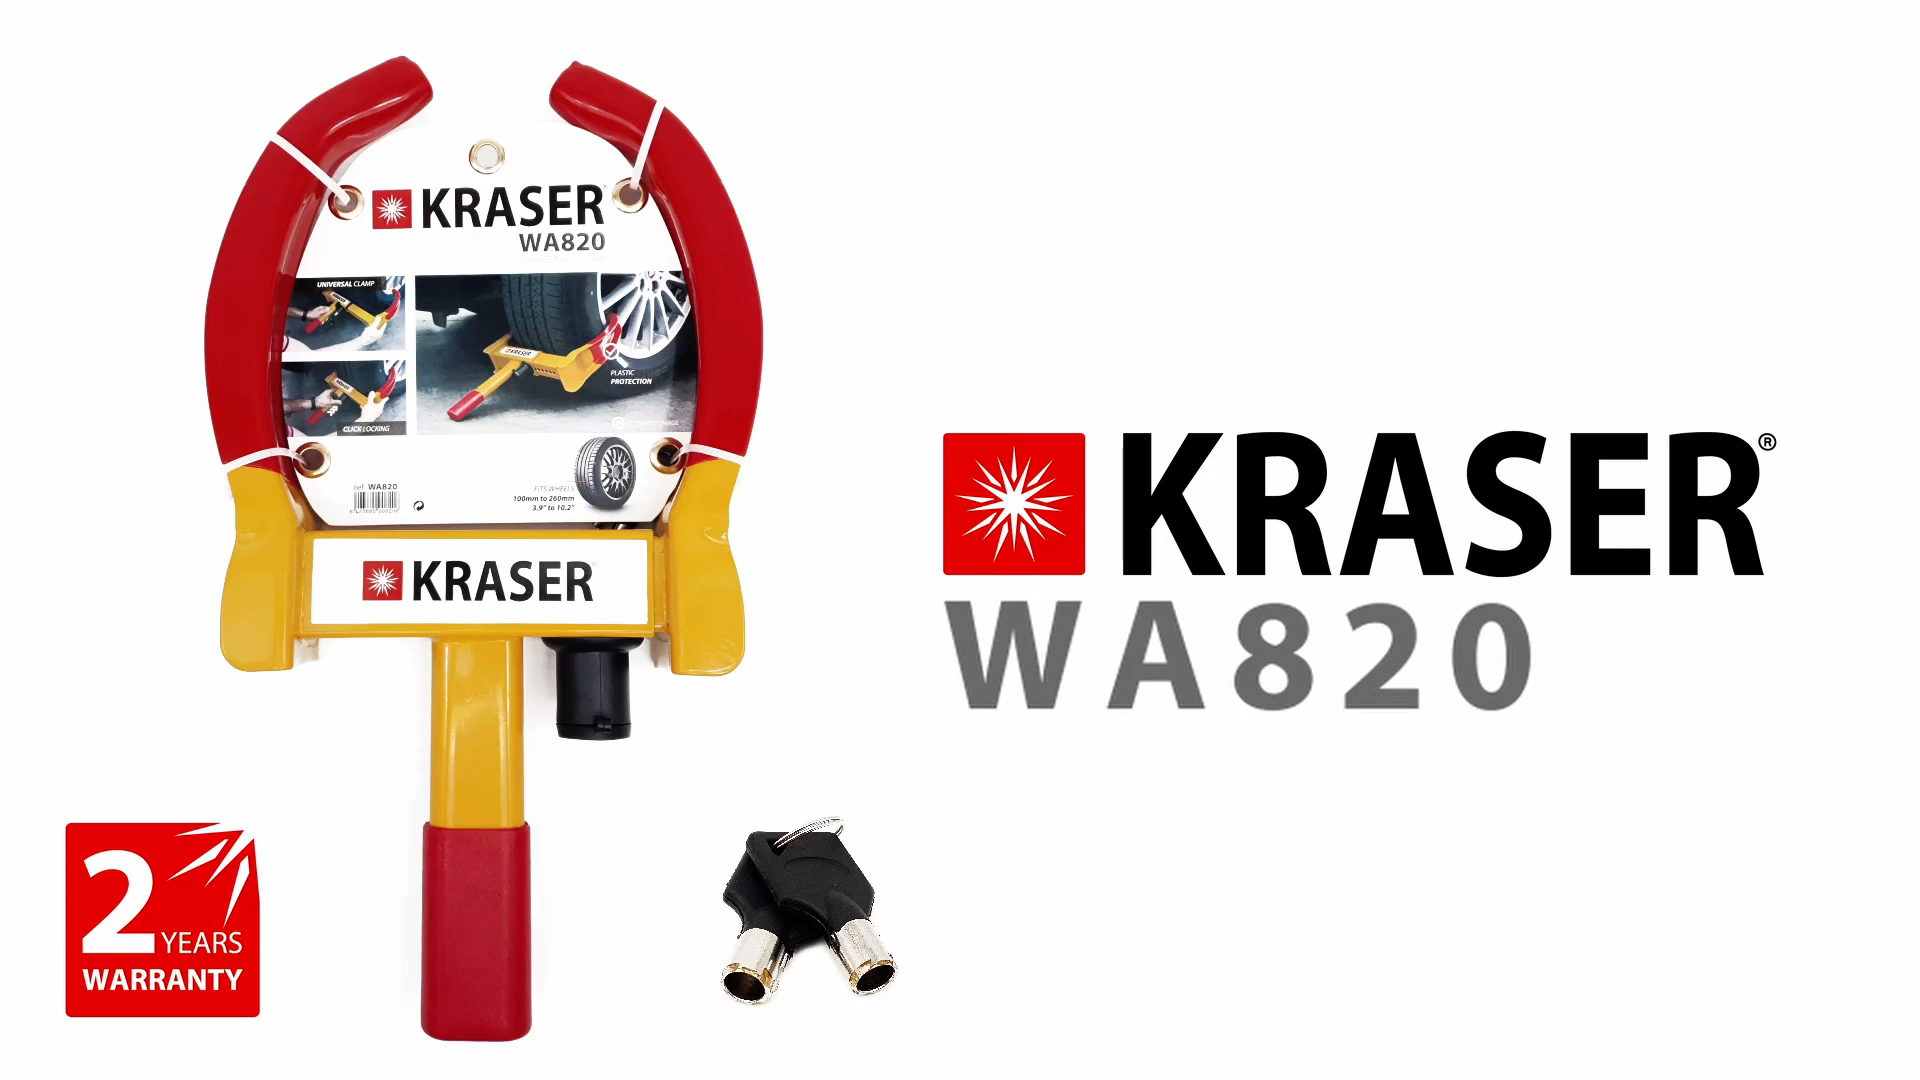 KRASER
WA820
UNIVERSAL CLAMP
KRASER
PLASTIC
PROTECTION
CLICK LOCKING
ref. WA820
FITS WHEELS
100mm to 260mm
3.9" to 10.2"
KRASER
KRASER®
WA820
2 YEARS
WARRANTY